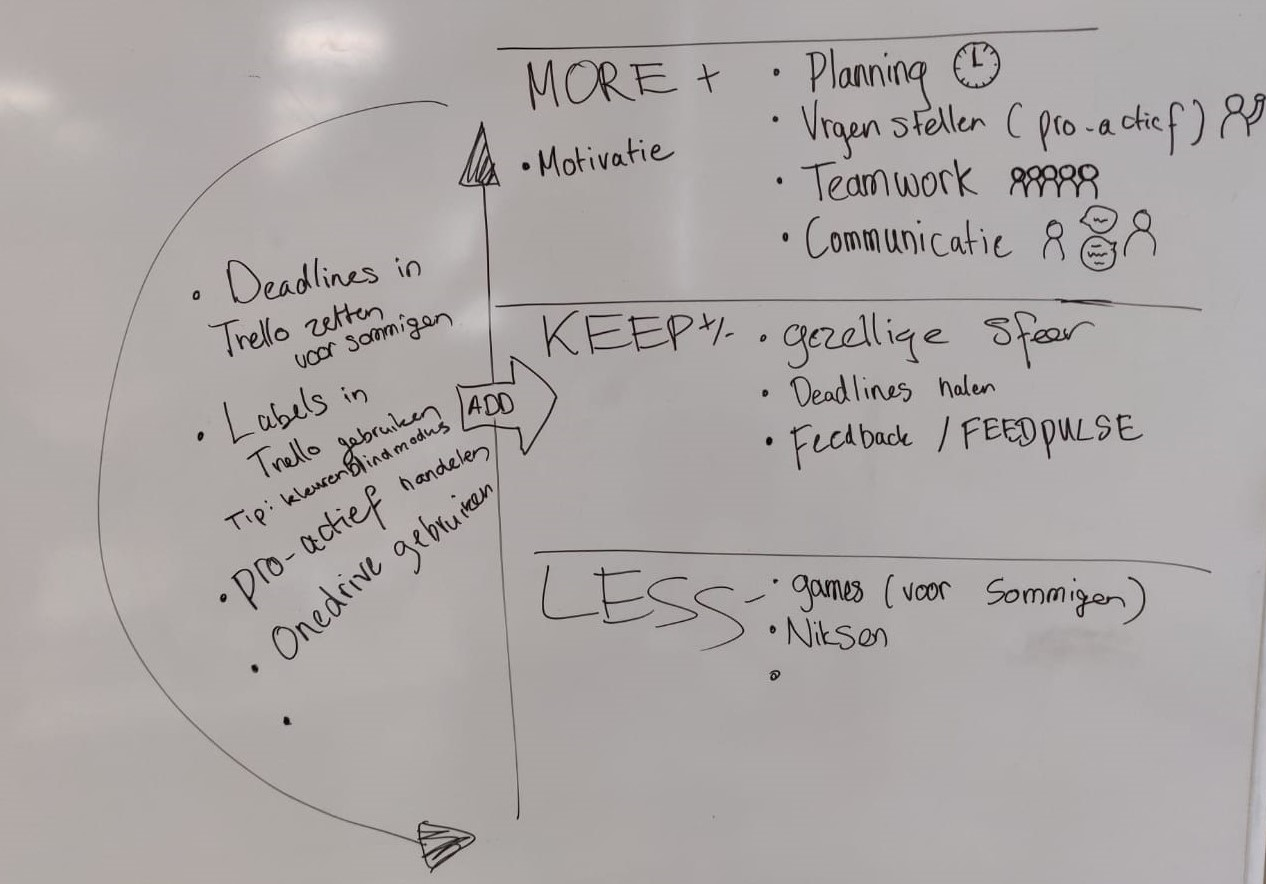 MORE +
• Motivatie
• Planning
• Vrgen stellen (pro-actief)
• Teamwork
• Communicatie
• Deadlines in
Trello zetten
voor sommigen
• Labels in
Trello gebruiken
Tip: kleurenblindmodus
• pro-actief handelen
• Onedrive gebruiken
•
ADD
KEEP +/-
• gezellige sfeer
• Deadlines halen
• Feedback / FEEDPULSE
LESS -
• games (voor sommigen)
• Niksen
•